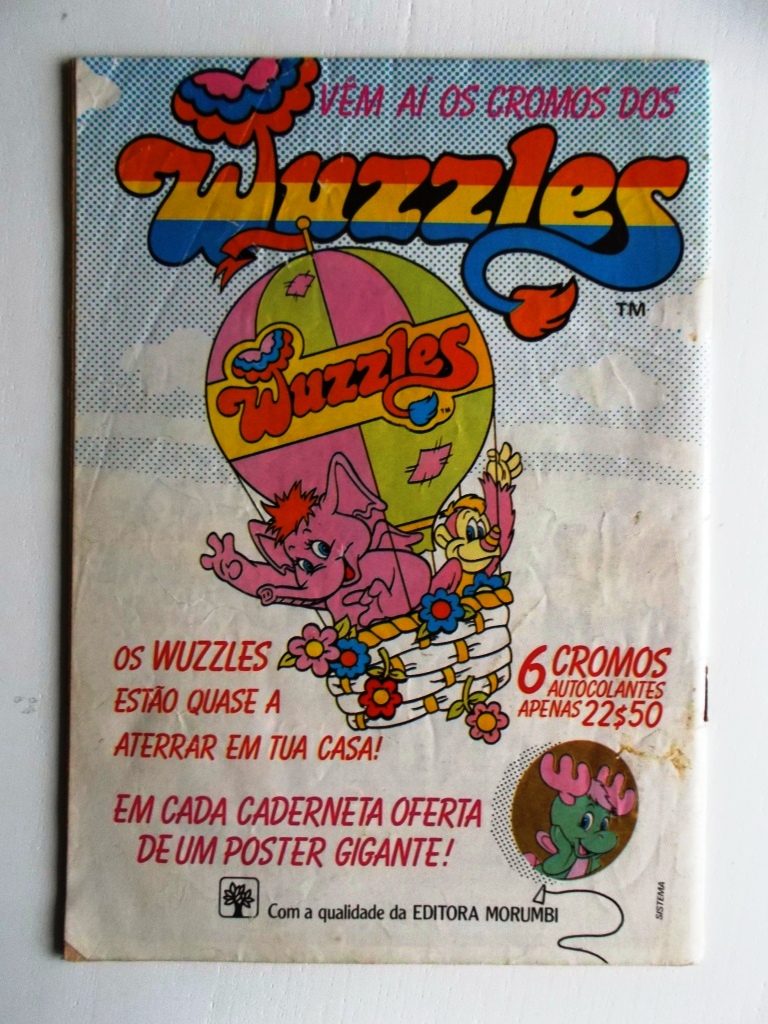 VÊM AÍ OS CROMOS DOS
Wuzzles
TM
Wuzzles
TM
OS WUZZLES
ESTÃO QUASE A
ATERRAR EM TUA CASA!
6 CROMOS
AUTOCOLANTES
APENAS 22$50
EM CADA CADERNETA OFERTA
DE UM POSTER GIGANTE!
Com a qualidade da EDITORA MORUMBI
SISTEMA